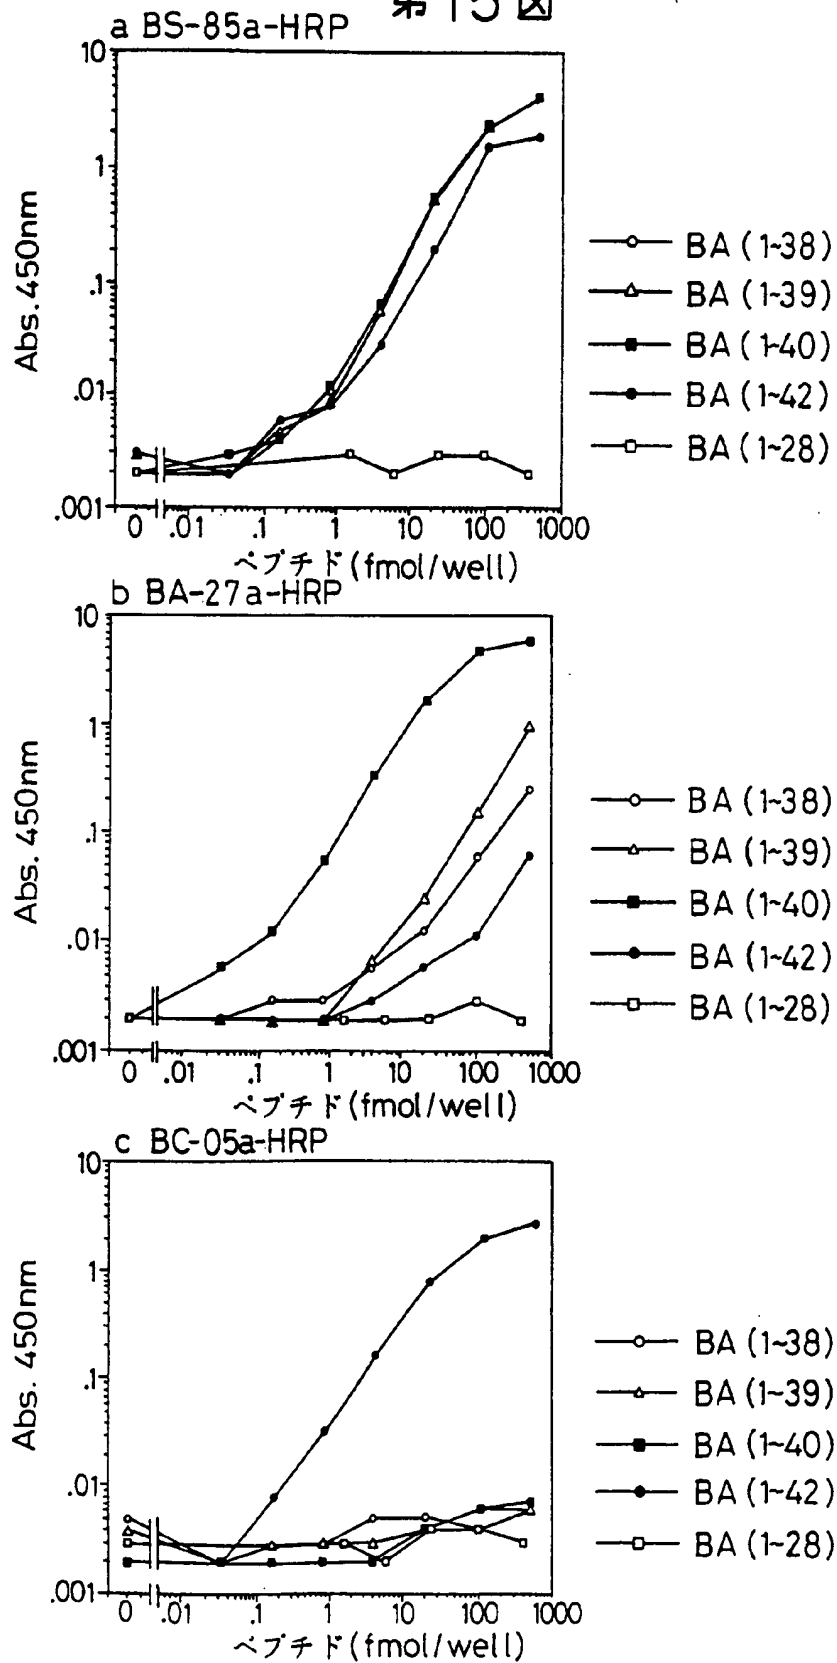 第15図
a BS-85a-HRP
10
1
.1
.01
.001
Abs. 450nm
0 .01 .1 1 10 100 1000
ペプチド (fmol/well)
BA (1~38)
BA (1~39)
BA (1~40)
BA (1~42)
BA (1~28)
b BA-27a-HRP
10
1
.1
.01
.001
Abs. 450nm
0 .01 .1 1 10 100 1000
ペプチド (fmol/well)
BA (1~38)
BA (1~39)
BA (1~40)
BA (1~42)
BA (1~28)
c BC-05a-HRP
10
1
.1
.01
.001
Abs. 450nm
0 .01 .1 1 10 100 1000
ペプチド (fmol/well)
BA (1~38)
BA (1~39)
BA (1~40)
BA (1~42)
BA (1~28)